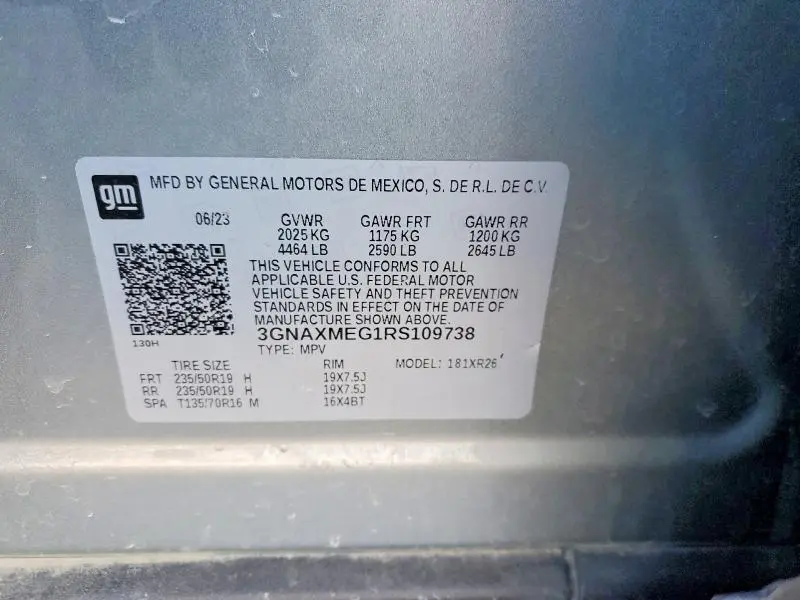 gm
MFD BY GENERAL MOTORS DE MEXICO, S. DE R.L. DE C.V.
06/23 GVWR GAWR FRT GAWR RR
2025 KG 1175 KG 1200 KG
4464 LB 2590 LB 2645 LB
THIS VEHICLE CONFORMS TO ALL
APPLICABLE U.S. FEDERAL MOTOR
VEHICLE SAFETY AND THEFT PREVENTION
STANDARDS IN EFFECT ON THE DATE OF
MANUFACTURE SHOWN ABOVE.
3GNAXMEG1RS109738
130H
TYPE: MPV
TIRE SIZE RIM MODEL: 181XR26
FRT 235/50R19 H 19X7.5J
RR 235/50R19 H 19X7.5J
SPA T135/70R16 M 16X4BT